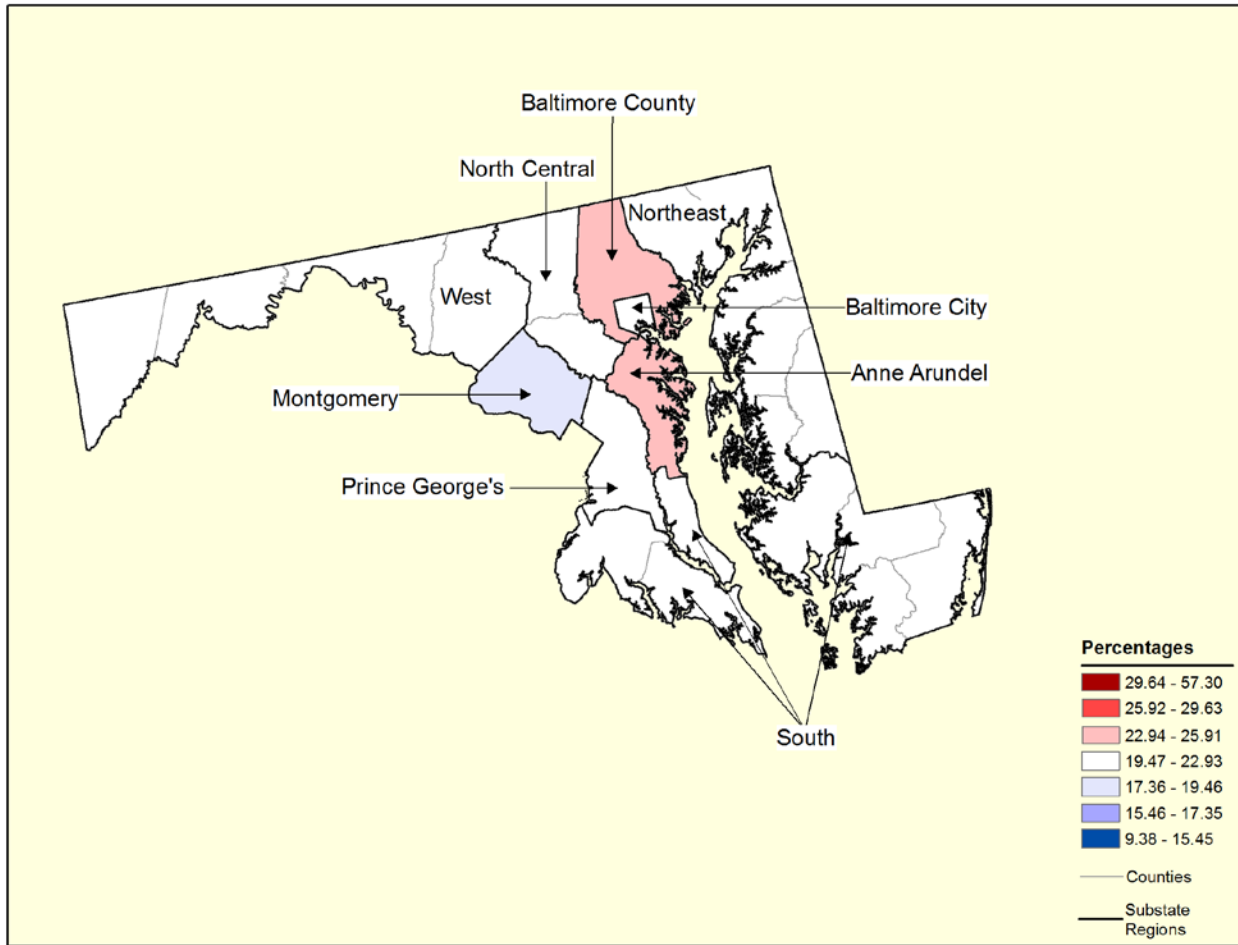 Baltimore County
North Central
Northeast
West
Baltimore City
Anne Arundel
Montgomery
Prince George's
South
Percentages
29.64 - 57.30
25.92 - 29.63
22.94 - 25.91
19.47 - 22.93
17.36 - 19.46
15.46 - 17.35
9.38 - 15.45
Counties
Substate
Regions